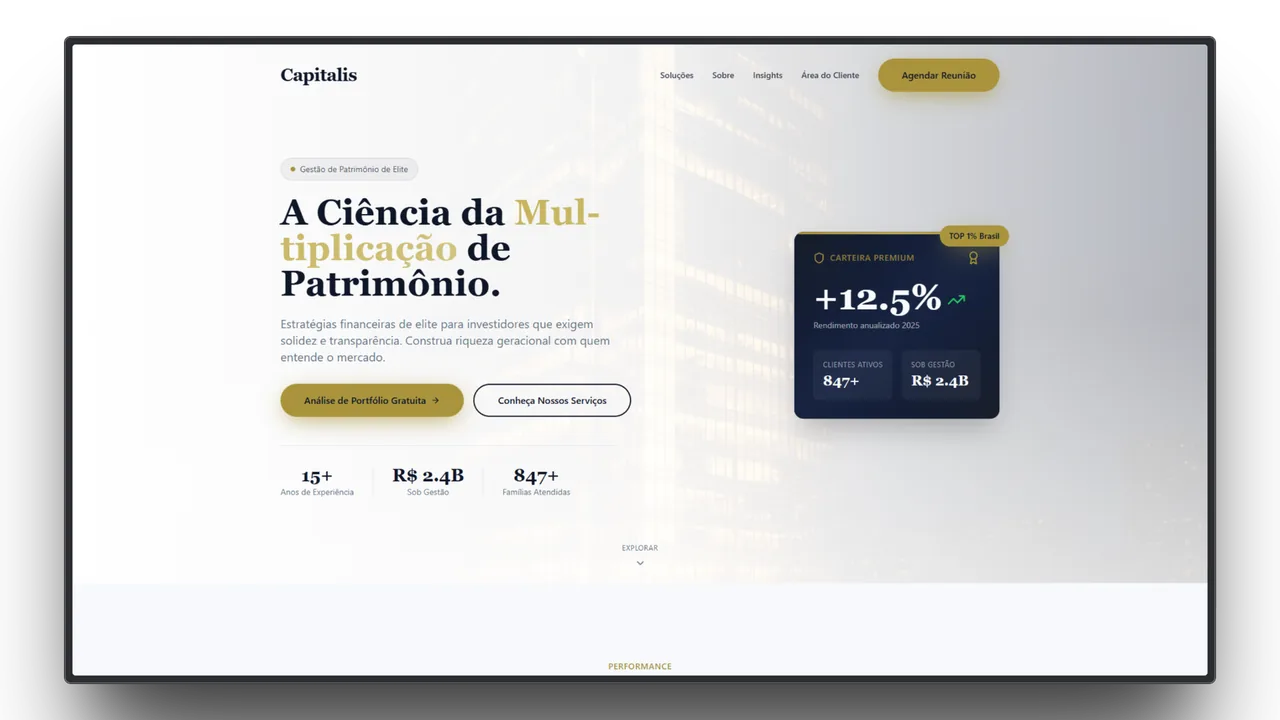 Capitalis
Soluções
Sobre
Insights
Área do Cliente
Agendar Reunião
Gestão de Patrimônio de Elite
A Ciência da Mul-
tiplicação de
Patrimônio.
Estratégias financeiras de elite para investidores que exigem
solidez e transparência. Construa riqueza geracional com quem
entende o mercado.
Análise de Portfólio Gratuita →
Conheça Nossos Serviços
15+
Anos de Experiência
R$ 2.4B
Sob Gestão
847+
Famílias Atendidas
TOP 1% Brasil
CARTEIRA PREMIUM
+12.5%
Rendimento anualizado 2025
CLIENTES ATIVOS
847+
SOB GESTÃO
R$ 2.4B
EXPLORAR
PERFORMANCE